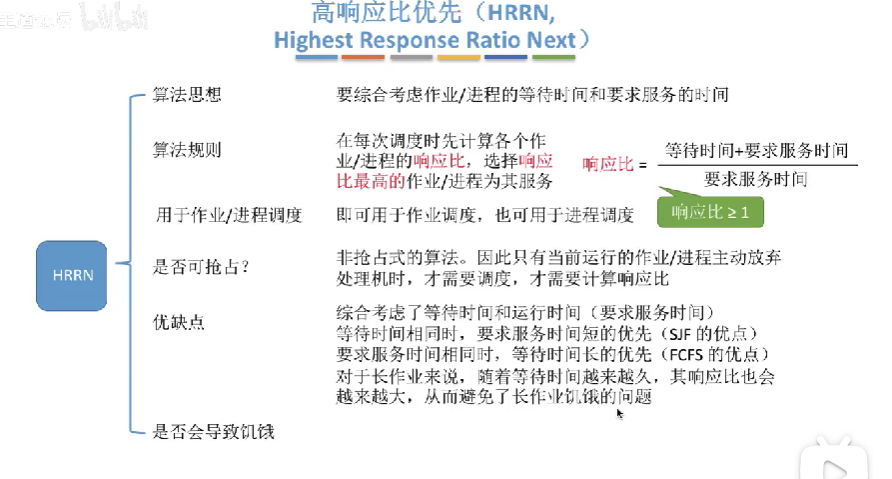 高响应比优先（HRRN,
Highest Response Ratio Next）
算法思想
要综合考虑作业/进程的等待时间和要求服务的时间
算法规则
在每次调度时先计算各个作
业/进程的响应比，选择响应
比最高的作业/进程为其服务
响应比 =
等待时间+要求服务时间
要求服务时间
响应比 ≥ 1
用于作业/进程调度
即可用于作业调度，也可用于进程调度
HRRN
是否可抢占？
非抢占式的算法。因此只有当前运行的作业/进程主动放弃
处理机时，才需要调度，才需要计算响应比
优缺点
综合考虑了等待时间和运行时间（要求服务时间）
等待时间相同时，要求服务时间短的优先（SJF 的优点）
要求服务时间相同时，等待时间长的优先（FCFS 的优点）
对于长作业来说，随着等待时间越来越久，其响应比也会
越来越大，从而避免了长作业饥饿的问题
是否会导致饥饿